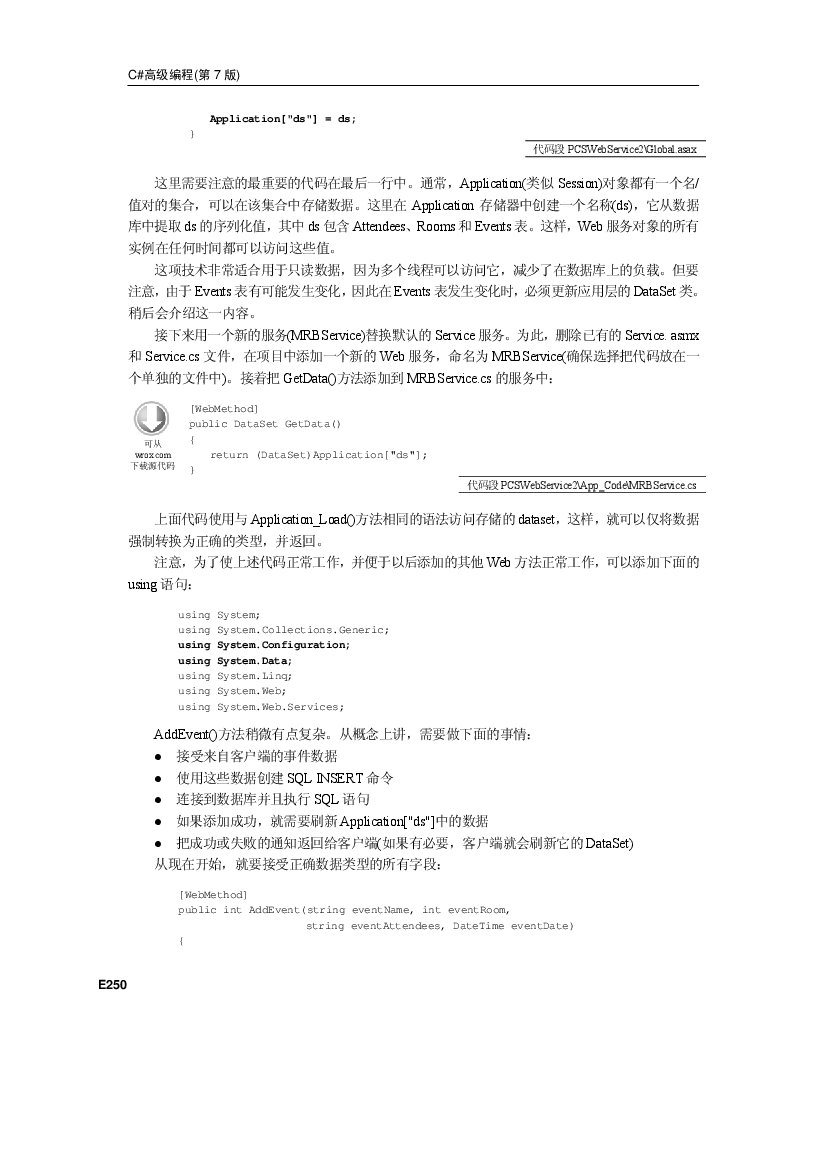 C#高级编程(第 7 版)
Application["ds"] = ds;
}
代码段 PCSWebService2\Global.asax
这里需要注意的最重要的代码在最后一行中。通常，Application(类似 Session)对象都有一个名/
值对的集合，可以在该集合中存储数据。这里在 Application 存储器中创建一个名称(ds)，它从数据
库中提取 ds 的序列化值，其中 ds 包含 Attendees、Rooms 和 Events 表。这样，Web 服务对象的所有
实例在任何时间都可以访问这些值。
这项技术非常适合用于只读数据，因为多个线程可以访问它，减少了在数据库上的负载。但要
注意，由于 Events 表有可能发生变化，因此在 Events 表发生变化时，必须更新应用层的 DataSet 类。
稍后会介绍这一内容。
接下来用一个新的服务(MRBService)替换默认的 Service 服务。为此，删除已有的 Service. asmx
和 Service.cs 文件，在项目中添加一个新的 Web 服务，命名为 MRBService(确保选择把代码放在一
个单独的文件中)。接着把 GetData()方法添加到 MRBService.cs 的服务中：
可从
wrox.com
下载源代码
[WebMethod]
public DataSet GetData()
{
return (DataSet)Application["ds"];
}
代码段 PCSWebService2\App_Code\MRBService.cs
上面代码使用与 Application_Load()方法相同的语法访问存储的 dataset，这样，就可以仅将数据
强制转换为正确的类型，并返回。
注意，为了使上述代码正常工作，并便于以后添加的其他 Web 方法正常工作，可以添加下面的
using 语句：
using System;
using System.Collections.Generic;
using System.Configuration;
using System.Data;
using System.Linq;
using System.Web;
using System.Web.Services;
AddEvent()方法稍微有点复杂。从概念上讲，需要做下面的事情：
● 接受来自客户端的事件数据
● 使用这些数据创建 SQL INSERT 命令
● 连接到数据库并且执行 SQL 语句
● 如果添加成功，就需要刷新 Application["ds"]中的数据
● 把成功或失败的通知返回给客户端(如果有必要，客户端就会刷新它的 DataSet)
从现在开始，就要接受正确数据类型的所有字段：
[WebMethod]
public int AddEvent(string eventName, int eventRoom,
string eventAttendees, DateTime eventDate)
{
E250